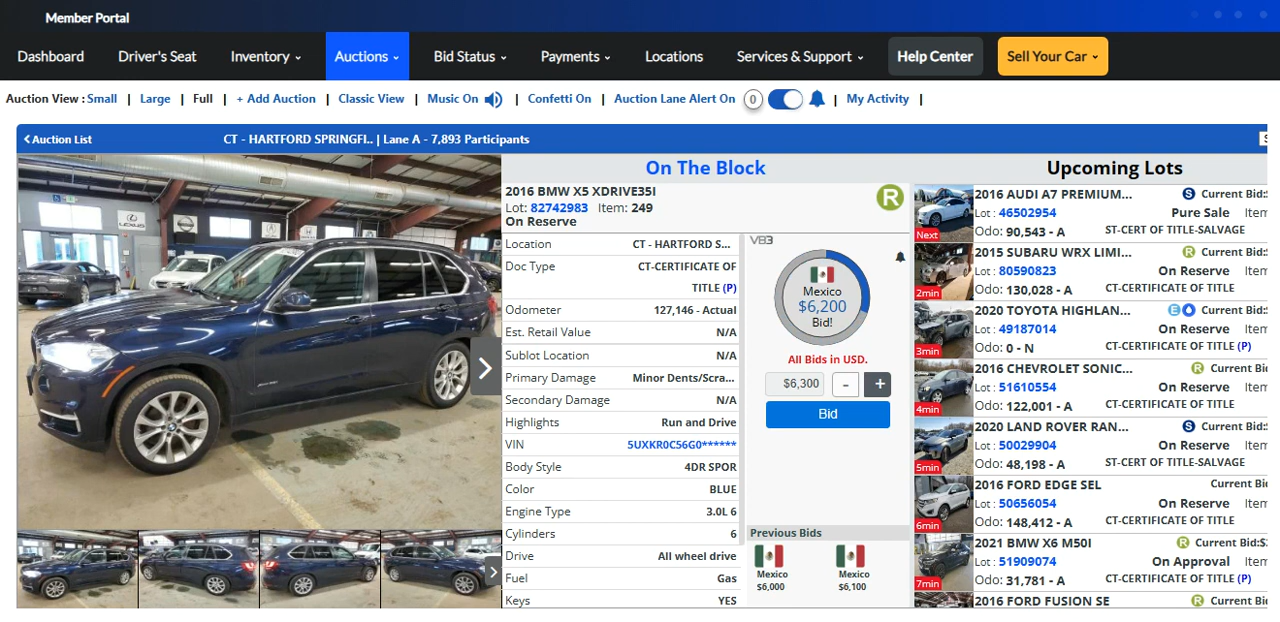 Member Portal
Dashboard Driver's Seat Inventory Auctions Bid Status Payments Locations Services & Support Help Center Sell Your Car
Auction View : Small | Large | Full | + Add Auction | Classic View | Music On | Confetti On | Auction Lane Alert On 0 | My Activity |
Auction List CT - HARTFORD SPRINGFI.. | Lane A - 7,893 Participants
On The Block
2016 BMW X5 XDRIVE35I
Lot: 82742983 Item: 249
On Reserve
R
Location CT - HARTFORD S...
Doc Type CT-CERTIFICATE OF
TITLE (P)
Odometer 127,146 - Actual
Est. Retail Value N/A
Sublot Location N/A
Primary Damage Minor Dents/Scra...
Secondary Damage N/A
Highlights Run and Drive
VIN 5UXKR0C56G0******
Body Style 4DR SPOR
Color BLUE
Engine Type 3.0L 6
Cylinders 6
Drive All wheel drive
Fuel Gas
Keys YES
VB3
Mexico
$6,200
Bid!
All Bids in USD.
$6,300 - +
Bid
Previous Bids
Mexico Mexico
$6,000 $6,100
Upcoming Lots
2016 AUDI A7 PREMIUM... S Current Bid:
Lot : 46502954 Pure Sale Item
Next Odo: 90,543 - A ST-CERT OF TITLE-SALVAGE
2015 SUBARU WRX LIMI... R Current Bid:
Lot : 80590823 On Reserve Item
2min Odo: 130,028 - A CT-CERTIFICATE OF TITLE
2020 TOYOTA HIGHLAN... E Current Bid:
Lot : 49187014 On Reserve Item
3min Odo: 0 - N CT-CERTIFICATE OF TITLE (P)
2016 CHEVROLET SONIC... R Current Bi
Lot : 51610554 On Reserve Item
4min Odo: 122,001 - A CT-CERTIFICATE OF TITLE
2020 LAND ROVER RAN... S Current Bid:
Lot : 50029904 On Reserve Item
5min Odo: 48,198 - A ST-CERT OF TITLE-SALVAGE
2016 FORD EDGE SEL Current Bi
Lot : 50656054 On Reserve Item
6min Odo: 148,412 - A CT-CERTIFICATE OF TITLE
2021 BMW X6 M50I R Current Bid:
Lot : 51909074 On Approval Item
7min Odo: 31,781 - A CT-CERTIFICATE OF TITLE (P)
2016 FORD FUSION SE R Current Bi
LEXUS